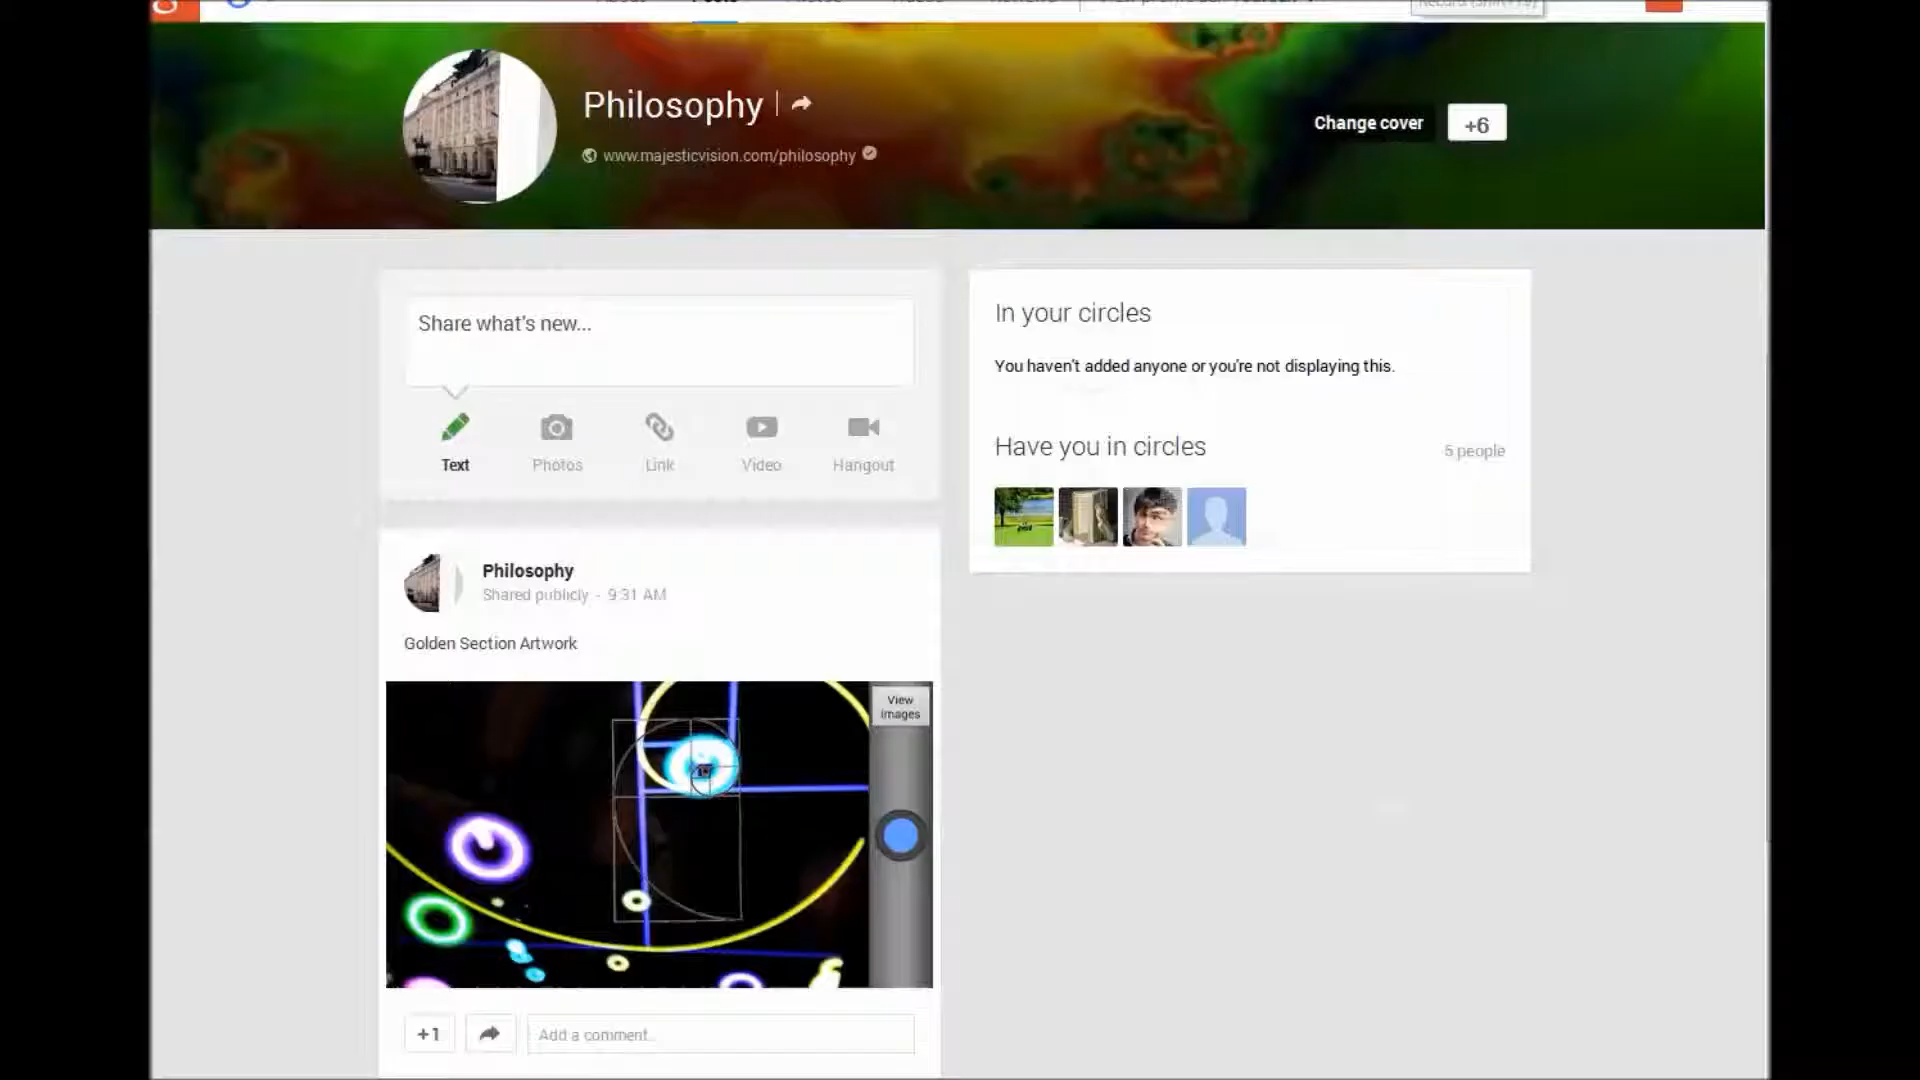 Philosophy
Change cover
+6
www.majesticvision.com/philosophy
Share what's new...
Text
Photos
Link
Video
Hangout
In your circles
You haven't added anyone or you're not displaying this.
Have you in circles
5 people
Philosophy
Shared publicly - 9:31 AM
Golden Section Artwork
View
images
+1
Add a comment...